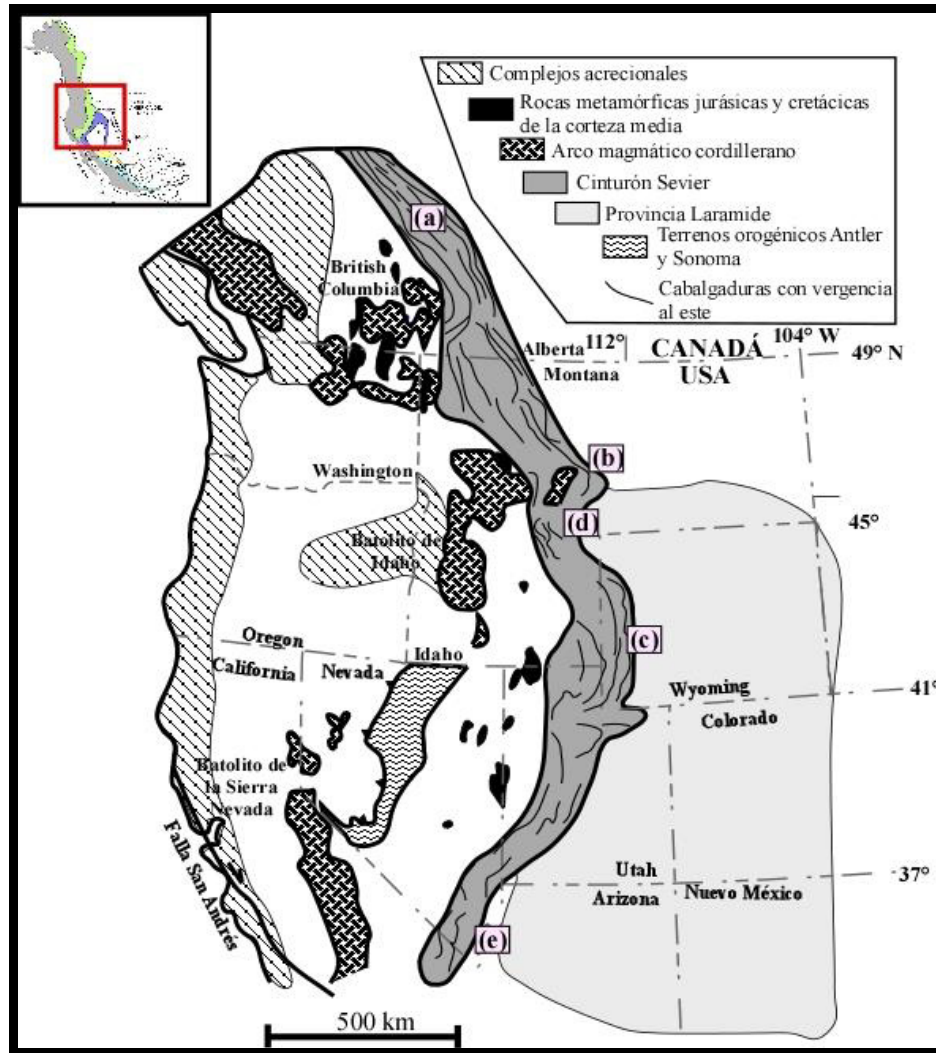 Complejos acrecionales
Rocas metamórficas jurásicas y cretácicas
de la corteza media
Arco magmático cordillerano
Cinturón Sevier
Provincia Laramide
Terrenos orogénicos Antler
y Sonoma
Cabalgaduras con vergencia
al este
(a)
British
Columbia
Alberta
112°
CANADÁ
104° W
49° N
Montana
USA
(b)
Washington
(d)
45°
Batolito de
Idaho
(c)
Oregon
Idaho
California
Nevada
Wyoming
41°
Colorado
Batolito de
la Sierra
Nevada
Falla San Andrés
Utah
37°
Arizona
Nuevo México
(e)
500 km